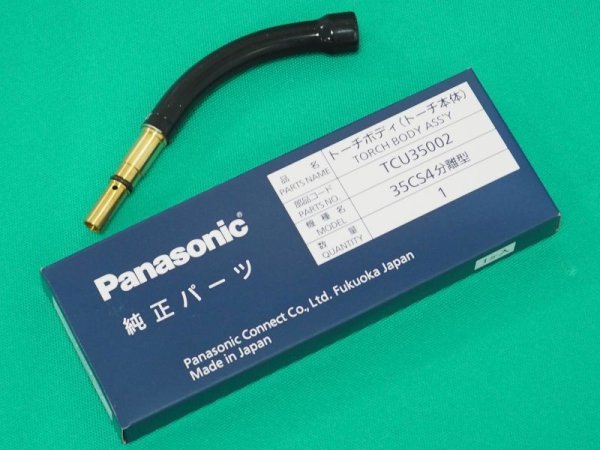 Panasonic®
純正パーツ
Panasonic Connect Co., Ltd. Fukuoka Japan
Made in Japan
品名 トーチボディ(トーチ本体)
PARTS NAME TORCH BODY ASS'Y
部品コード TCU35002
PARTS NO.
機種名 35CS4分離型
MODEL
数量 1
QUANTITY